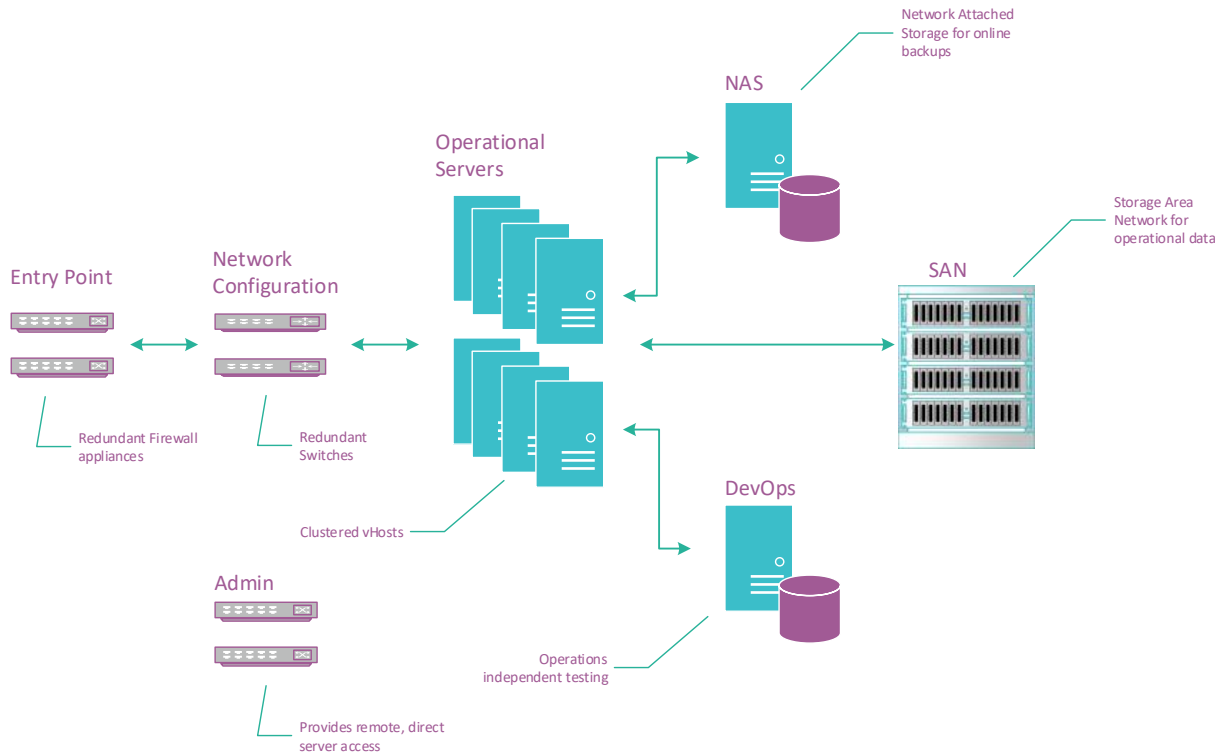 Network Attached
Storage for online
backups
NAS
Operational
Servers
Storage Area
Network for
operational data
Entry Point
Network
Configuration
SAN
Redundant Firewall
appliances
Redundant
Switches
DevOps
Clustered vHosts
Admin
Operations
independent testing
Provides remote, direct
server access